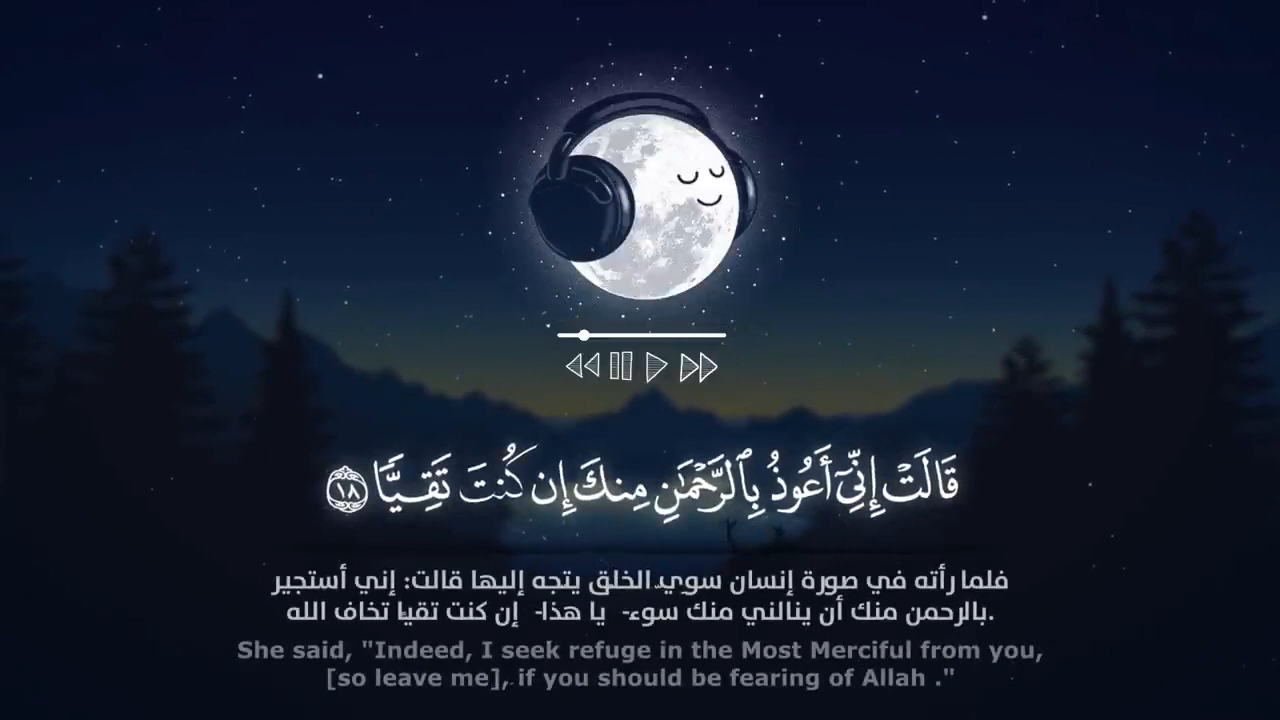 قَالَتْ إِنِّىٓ أَعُوذُ بِٱلرَّحْمَٰنِ مِنكَ إِن كُنتَ تَقِيًّا ١٨
فلما رأته في صورة إنسان سوي الخلق يتجه إليها قالت: إني أستجير
بالرحمن منك أن ينالني منك سوء- يا هذا- إن كنت تقيا تخاف الله.
She said, "Indeed, I seek refuge in the Most Merciful from you,
[so leave me], if you should be fearing of Allah ."